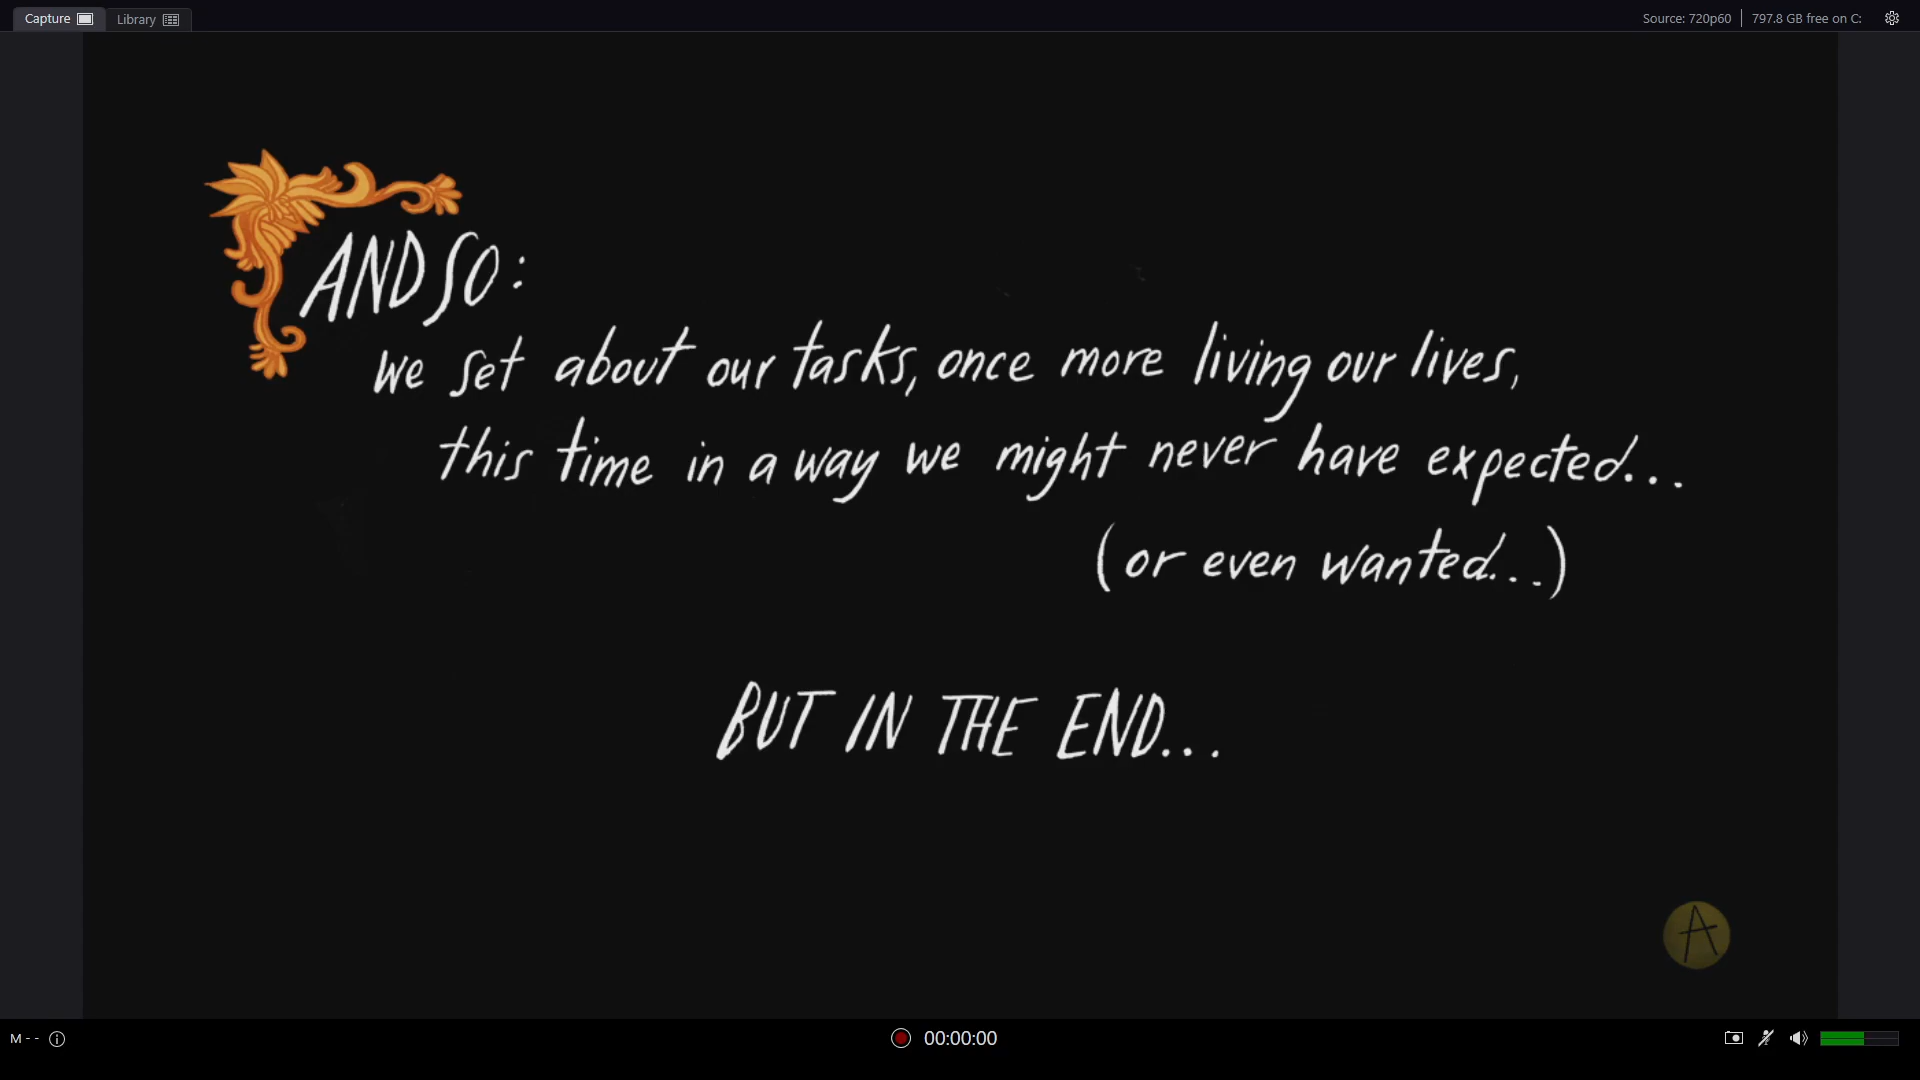 Capture
Library
Source: 720p60
797.8 GB free on C:
AND SO:
we set about our tasks, once more living our lives,
this time in a way we might never have expected...
(or even wanted...)
BUT IN THE END...
A
M - -
00:00:00